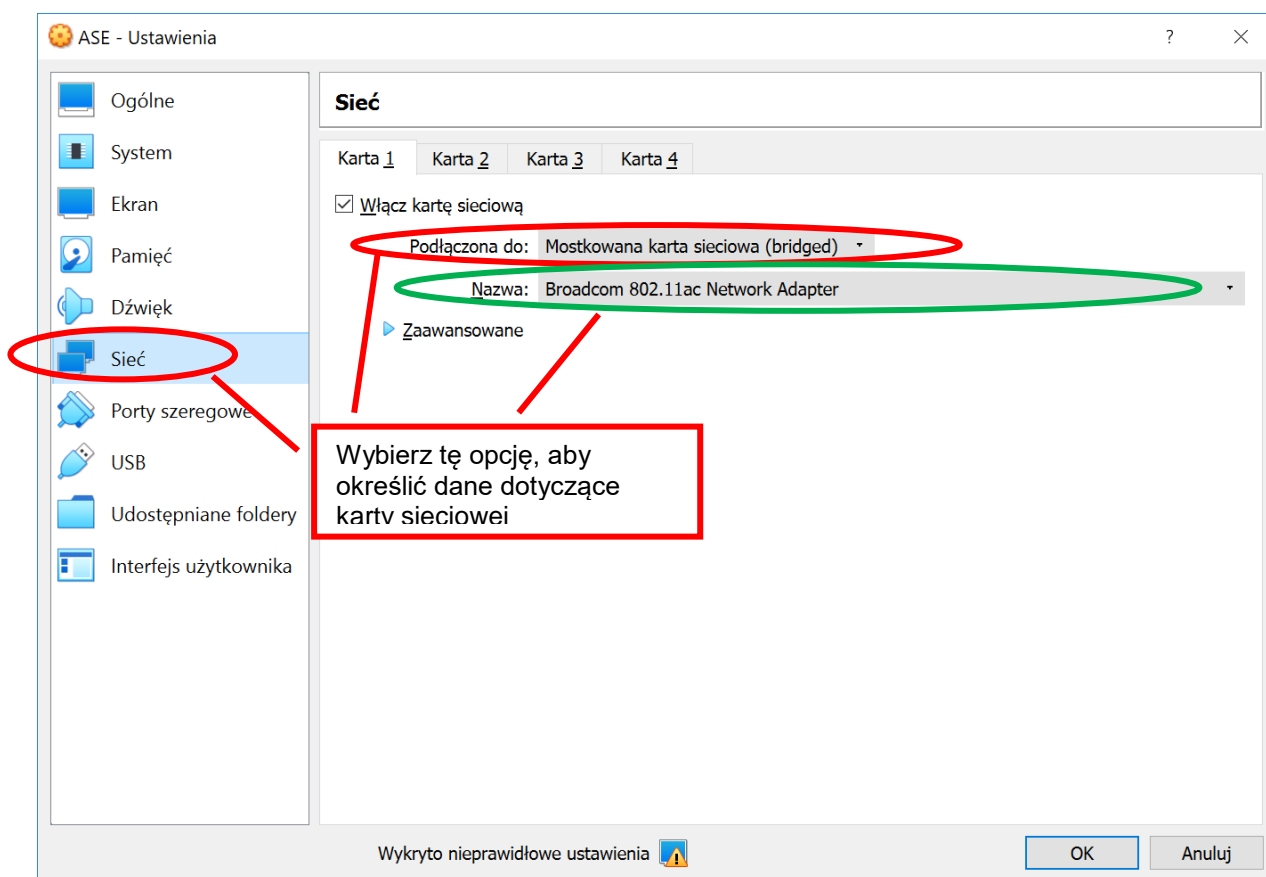 ASE - Ustawienia
?
Ogólne
System
Ekran
Pamięć
Dźwięk
Sieć
Porty szeregowe
USB
Udostępniane foldery
Interfejs użytkownika
Sieć
Karta 1 Karta 2 Karta 3 Karta 4
Włącz kartę sieciową
Podłączona do: Mostkowana karta sieciowa (bridged)
Nazwa: Broadcom 802.11ac Network Adapter
Zaawansowane
Wybierz tę opcję, aby
określić dane dotyczące
karty sieciowej
Wykryto nieprawidłowe ustawienia
OK Anuluj